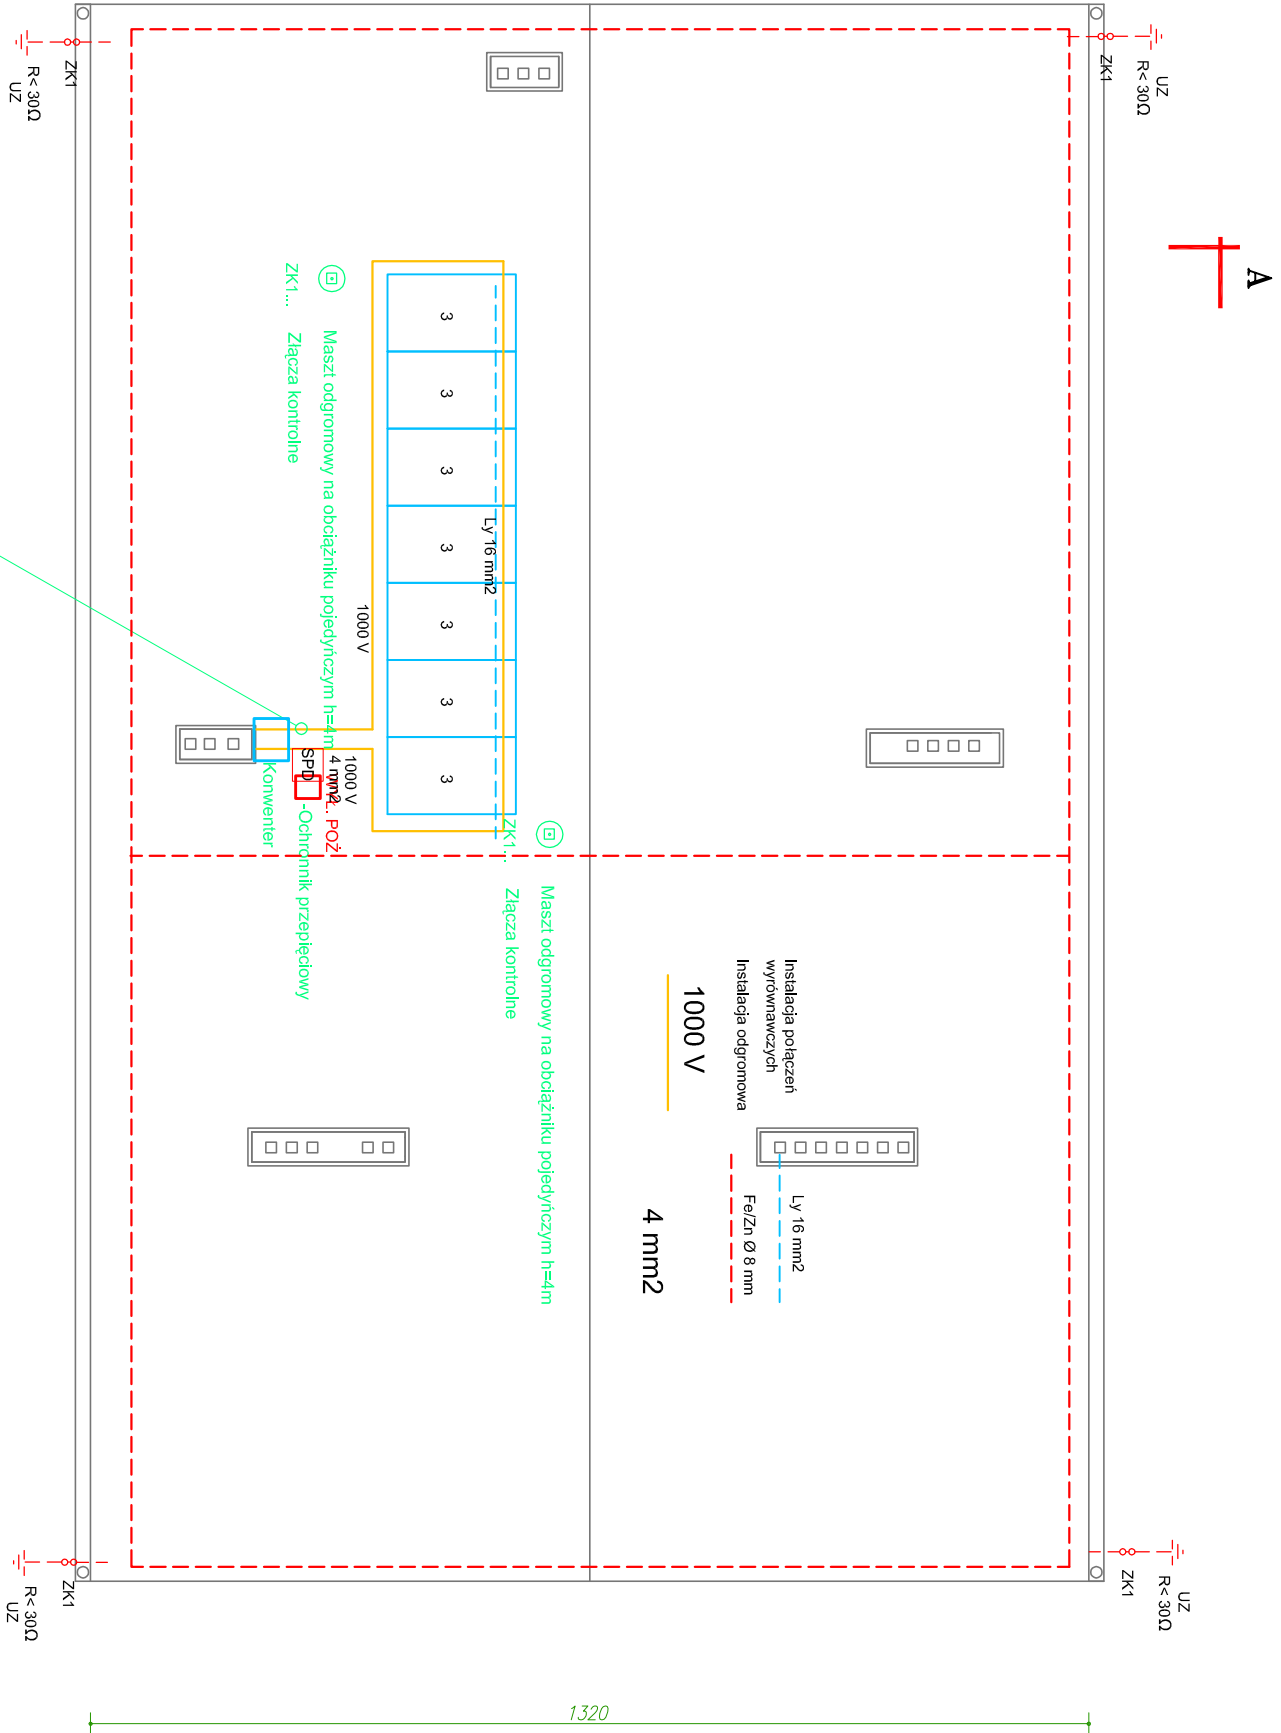 ZK1
R< 30Ω
UZ
UZ
R< 30Ω
ZK1
A
ZK1...
Złącza kontrolne
Maszt odgromowy na obciążniku pojedyńczym h=4m
3
3
3
3
3
3
3
Ly 16 mm2
1000 V
1000 V
4 mm2
SPD
WYŁ. POŻ
Konwenter
-Ochronnik przepięciowy
ZK1...
Złącza kontrolne
Maszt odgromowy na obciążniku pojedyńczym h=4m
Instalacja połączeń
wyrównawczych
Instalacja odgromowa
1000 V
Ly 16 mm2
Fe/Zn Ø 8 mm
4 mm2
ZK1
R< 30Ω
UZ
UZ
R< 30Ω
ZK1
1320